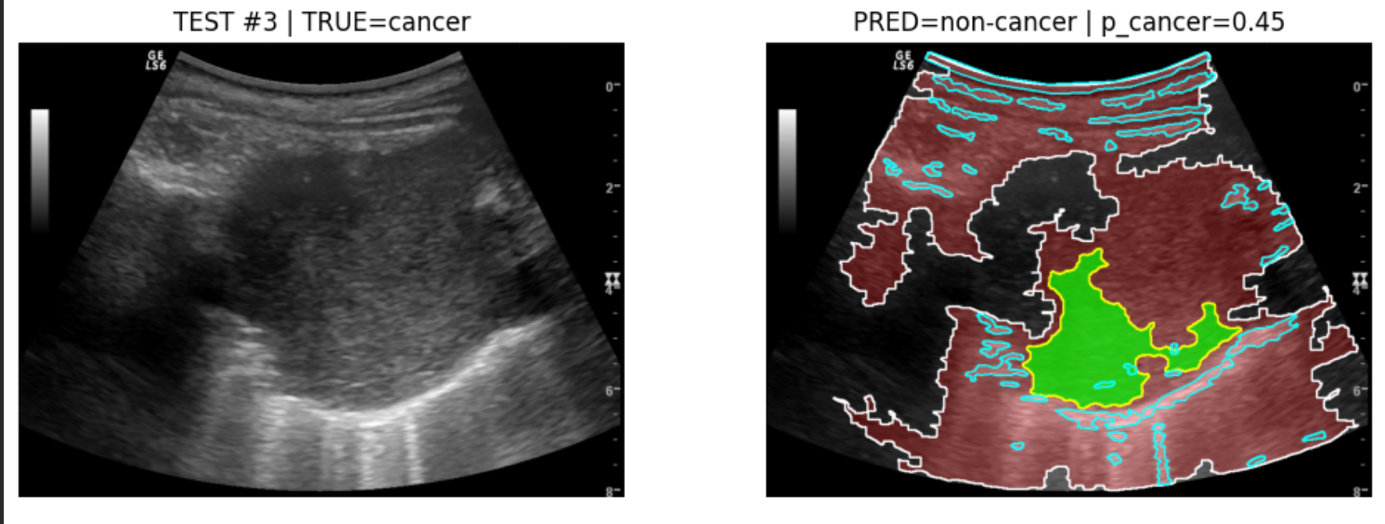 TEST #3 | TRUE=cancer
GE
LS6
0
2
4
6
8
PRED=non-cancer | p_cancer=0.45
GE
LS6
0
2
4
6
8